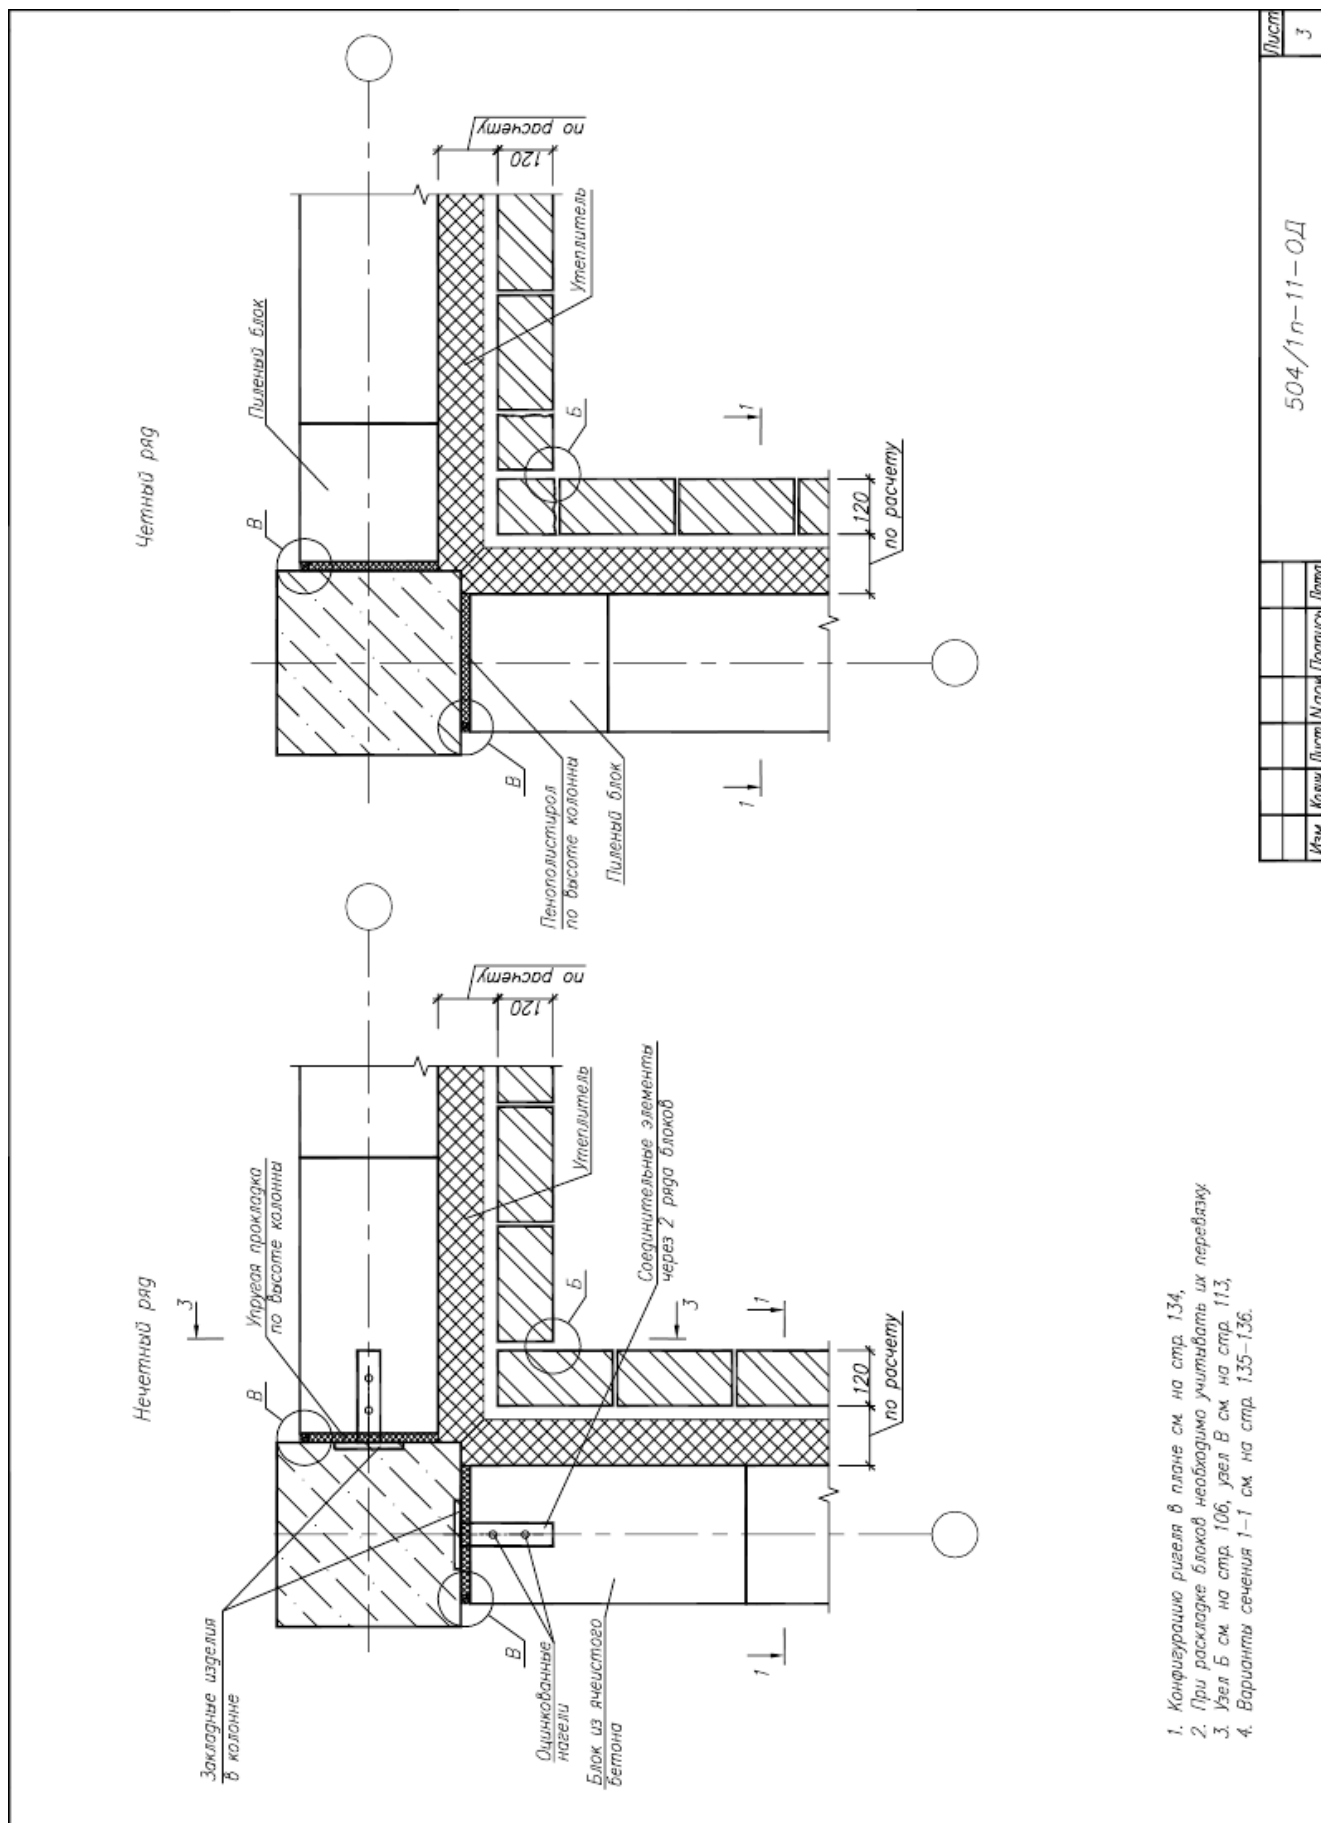 Нечетный ряд
Закладные изделия
в колонне
Упругая прокладка
по высоте колонны
В
3
3
Б
В
120
по расчету
Утеплитель
Соединительные элементы
через 2 ряда блоков
Оцинкованные
нагели
Блок из ячеистого
бетона
1
1
120
по расчету
Четный ряд
В
Пиленый блок
120
по расчету
Утеплитель
Б
В
Пенополистирол
по высоте колонны
Пиленый блок
1
1
120
по расчету
1. Конфигурацию ригеля в плане см. на стр. 134,
2. При раскладке блоков необходимо учитывать их перевязку.
3. Узел Б см. на стр. 106, узел В см. на стр. 113,
4. Варианты сечения 1-1 см. на стр. 135-136.
Изм. Кол.уч Лист Nдок Подпись Дата
504/1п-11-ОД
Лист
3